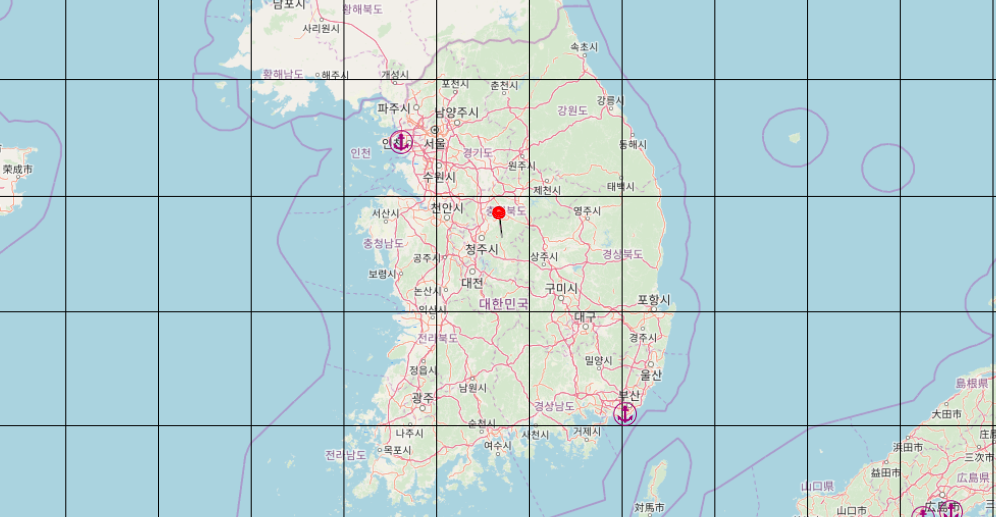 남포시
황해북도
사리원시
속초시
황해남도
해주시
개성시
포천시
춘천시
파주시
남양주시
강원도
강릉시
서울
동해시
인천
경기도
원주시
荣成市
수원시
제천시
태백시
서산시
천안시
영주시
충청남도
청주시
공주시
상주시
경상북도
보령시
대전
논산시
구미시
대한민국
포항시
익산시
대구
전라북도
경주시
밀양시
정읍시
울산
남원시
광주
부산
경상남도
島根県
大田市
나주시
순천시
사천시
거제시
여수시
목포시
전라남도
浜田市
三次市
益田市
広島県
山口県
対馬市
山口市
広島市